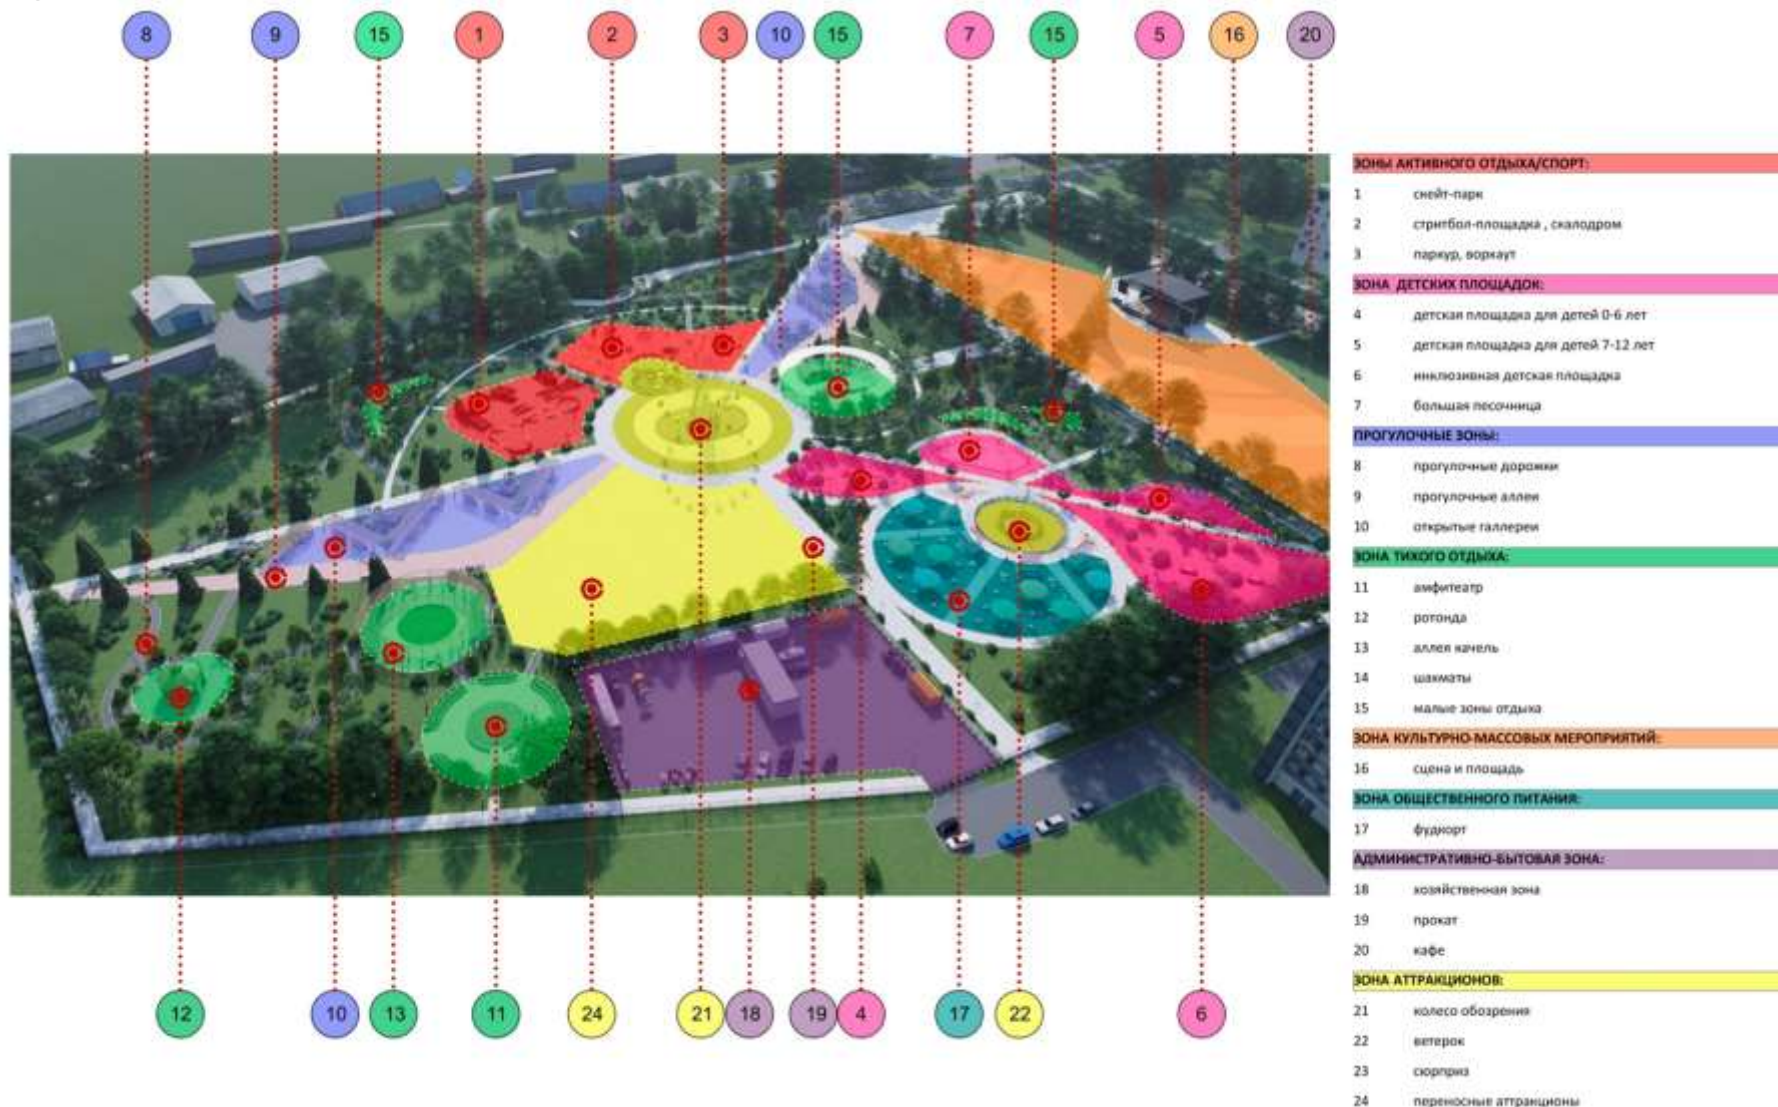 8 9 15 1 2 3 10 15 7 15 5 16 20
ЗОНЫ АКТИВНОГО ОТДЫХА/СПОРТ:
1 скейт-парк
2 стритбол-площадка , скалодром
3 паркур, воркаут
ЗОНА ДЕТСКИХ ПЛОЩАДОК:
4 детская площадка для детей 0-6 лет
5 детская площадка для детей 7-12 лет
6 инклюзивная детская площадка
7 большая песочница
ПРОГУЛОЧНЫЕ ЗОНЫ:
8 прогулочные дорожки
9 прогулочные аллеи
10 открытые галлереи
ЗОНА ТИХОГО ОТДЫХА:
11 амфитеатр
12 ротонда
13 аллея качель
14 шахматы
15 малые зоны отдыха
ЗОНА КУЛЬТУРНО-МАССОВЫХ МЕРОПРИЯТИЙ:
16 сцена и площадь
ЗОНА ОБЩЕСТВЕННОГО ПИТАНИЯ:
17 фудкорт
АДМИНИСТРАТИВНО-БЫТОВАЯ ЗОНА:
18 хозяйственная зона
19 прокат
20 кафе
ЗОНА АТТРАКЦИОНОВ:
21 колесо обозрения
22 ветерок
23 сюрприз
24 переносные аттракционы
12 10 13 11 24 21 18 19 4 17 22 6